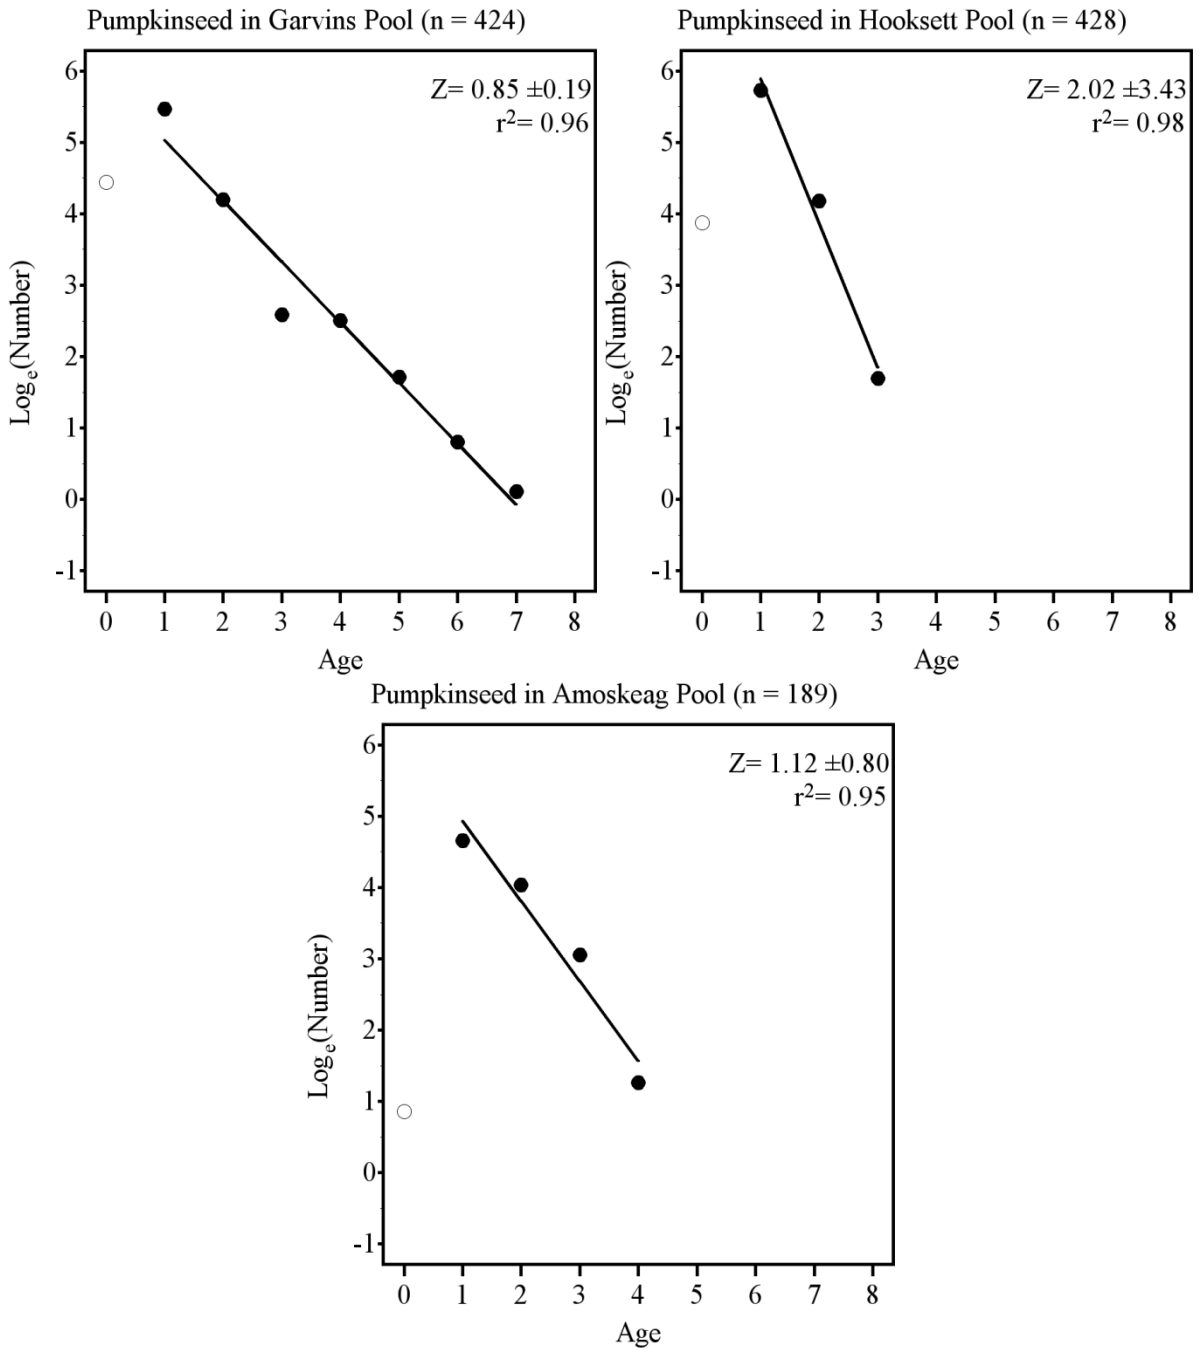 Pumpkinseed in Garvins Pool (n = 424)
Z= 0.85 ±0.19
r²= 0.96
6
5
4
3
2
1
0
-1
Logₑ(Number)
0 1 2 3 4 5 6 7 8
Age
Pumpkinseed in Hooksett Pool (n = 428)
Z= 2.02 ±3.43
r²= 0.98
6
5
4
3
2
1
0
-1
Logₑ(Number)
0 1 2 3 4 5 6 7 8
Age
Pumpkinseed in Amoskeag Pool (n = 189)
Z= 1.12 ±0.80
r²= 0.95
6
5
4
3
2
1
0
-1
Logₑ(Number)
0 1 2 3 4 5 6 7 8
Age